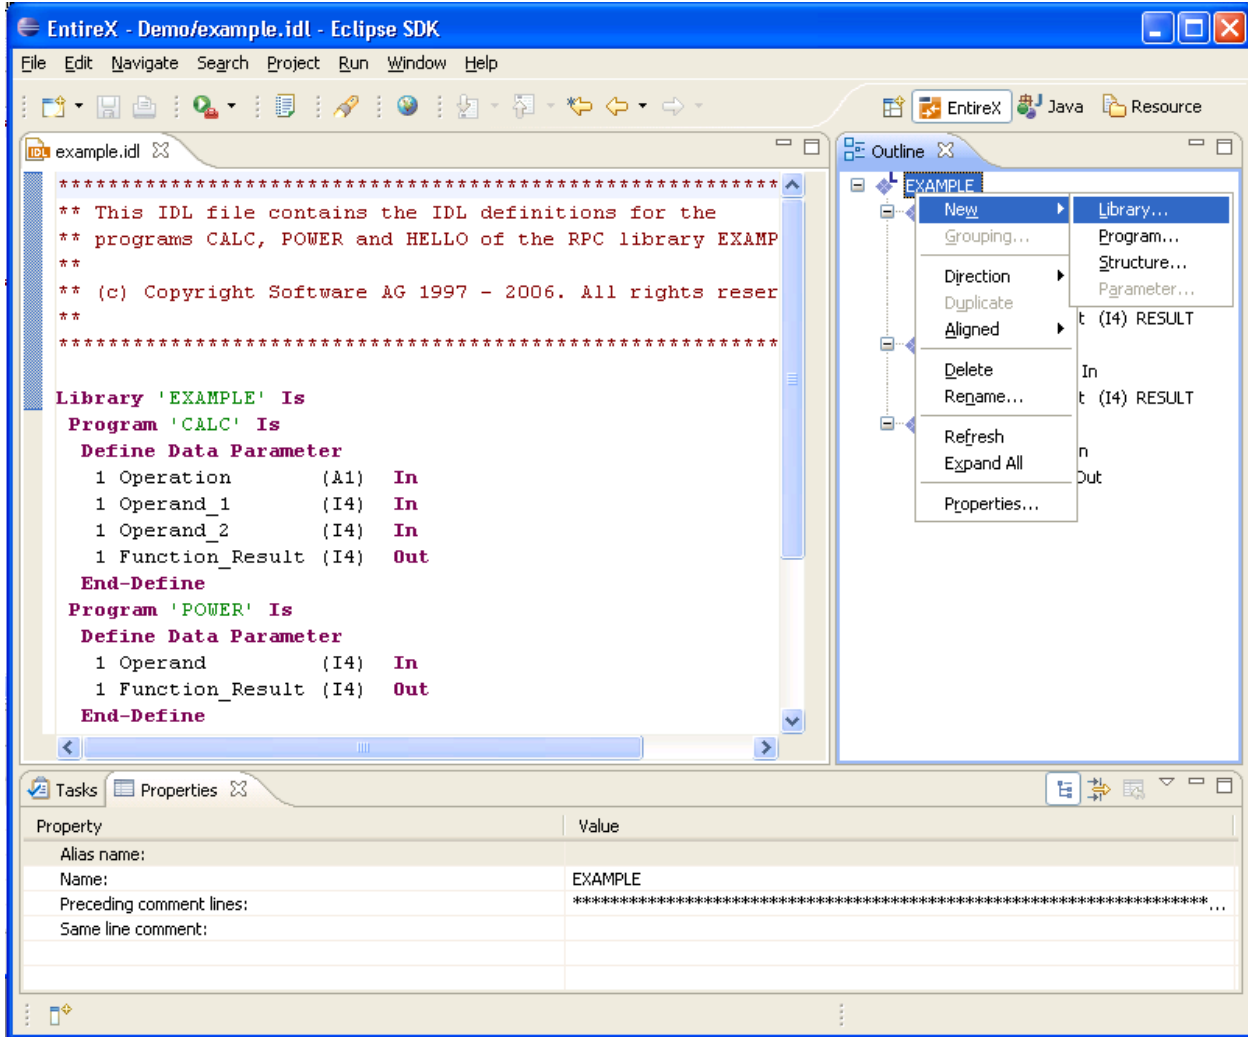 EntireX - Demo/example.idl - Eclipse SDK
File Edit Navigate Search Project Run Window Help
EntireX Java Resource
IDL example.idl
Outline
**********************************************************
** This IDL file contains the IDL definitions for the
** programs CALC, POWER and HELLO of the RPC library EXAMP
**
** (c) Copyright Software AG 1997 - 2006. All rights reser
**
**********************************************************
Library 'EXAMPLE' Is
Program 'CALC' Is
Define Data Parameter
1 Operation (A1) In
1 Operand_1 (I4) In
1 Operand_2 (I4) In
1 Function_Result (I4) Out
End-Define
Program 'POWER' Is
Define Data Parameter
1 Operand (I4) In
1 Function_Result (I4) Out
End-Define
EXAMPLE
New
Grouping...
Direction
Duplicate
Aligned
Delete
Rename...
Refresh
Expand All
Properties...
Library...
Program...
Structure...
Parameter...
t (I4) RESULT
In
t (I4) RESULT
n
Out
Tasks Properties
Property Value
Alias name:
Name: EXAMPLE
Preceding comment lines: **********************************************************************...
Same line comment: